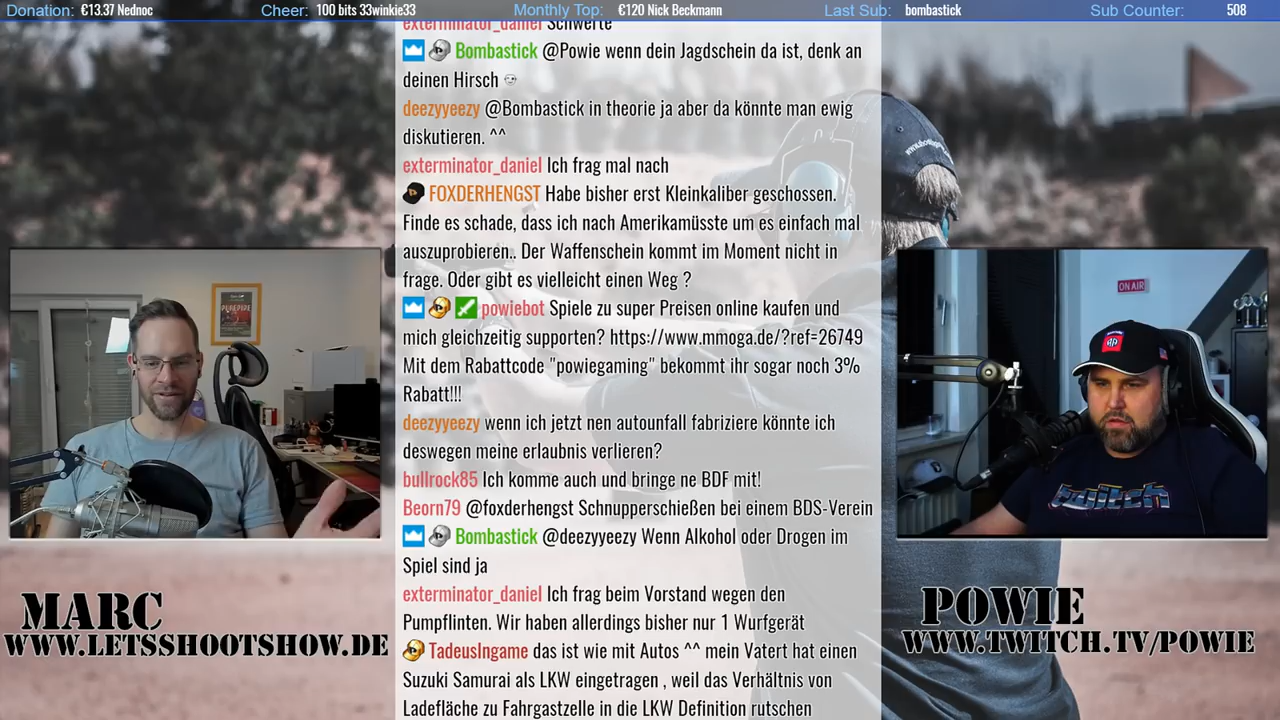 Donation: €13.37 Nednoc Cheer: 100 bits 33winkie33 Monthly Top: €120 Nick Beckmann Last Sub: bombastick Sub Counter: 508
exterminator_daniel Schwerte
Bombastick @Powie wenn dein Jagdschein da ist, denk an
deinen Hirsch
deezyyeezy @Bombastick in theorie ja aber da könnte man ewig
diskutieren. ^^
exterminator_daniel Ich frag mal nach
FOXDERHENGST Habe bisher erst Kleinkaliber geschossen.
Finde es schade, dass ich nach Amerikamüsste um es einfach mal
auszuprobieren.. Der Waffenschein kommt im Moment nicht in
frage. Oder gibt es vielleicht einen Weg ?
powiebot Spiele zu super Preisen online kaufen und
mich gleichzeitig supporten? https://www.mmoga.de/?ref=26749
Mit dem Rabattcode "powiegaming" bekommt ihr sogar noch 3%
Rabatt!!!
deezyyeezy wenn ich jetzt nen autounfall fabriziere könnte ich
deswegen meine erlaubnis verlieren?
bullrock85 Ich komme auch und bringe ne BDF mit!
Beorn79 @foxderhengst Schnupperschießen bei einem BDS-Verein
Bombastick @deezyyeezy Wenn Alkohol oder Drogen im
Spiel sind ja
exterminator_daniel Ich frag beim Vorstand wegen den
Pumpflinten. Wir haben allerdings bisher nur 1 Wurfgerät
TadeusIngame das ist wie mit Autos ^^ mein Vatert hat einen
Suzuki Samurai als LKW eingetragen , weil das Verhältnis von
Ladefläche zu Fahrgastzelle in die LKW Definition rutschen
MARC
WWW.LETSSHOOTSHOW.DE
ON AIR
twitch
POWIE
WWW.TWITCH.TV/POWIE